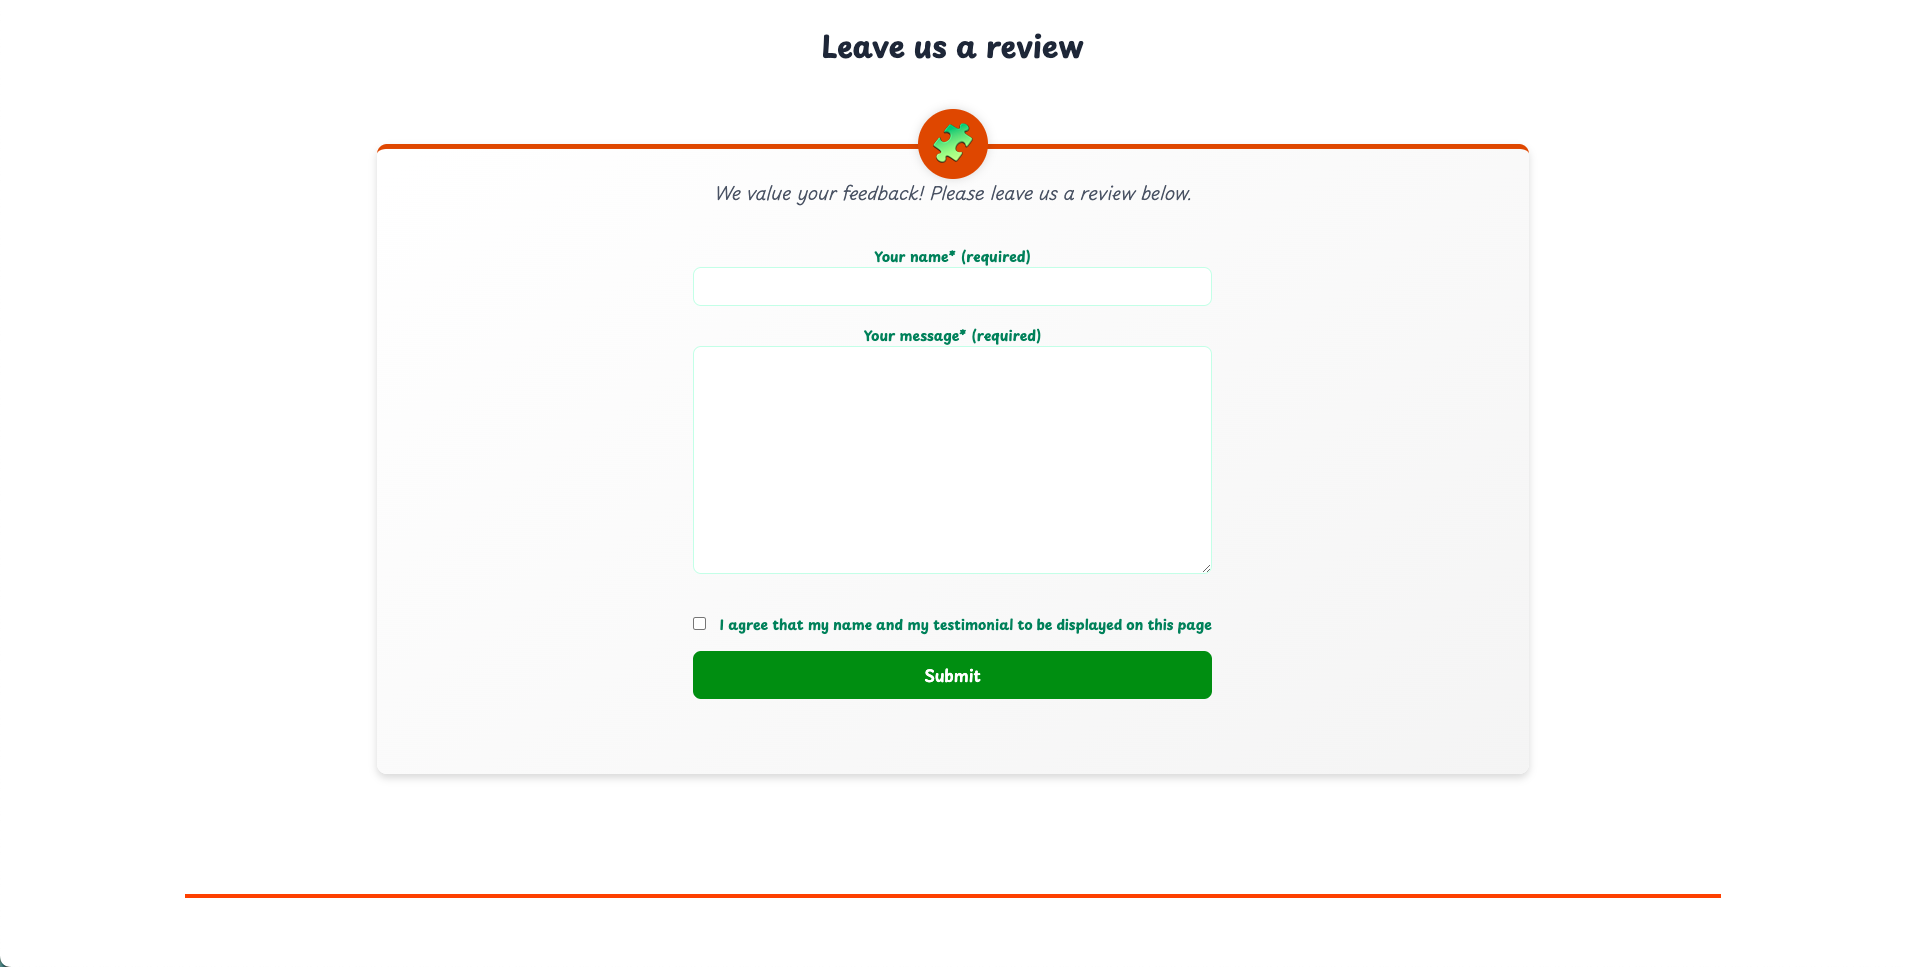 Leave us a review
We value your feedback! Please leave us a review below.
Your name* (required)
Your message* (required)
I agree that my name and my testimonial to be displayed on this page
Submit